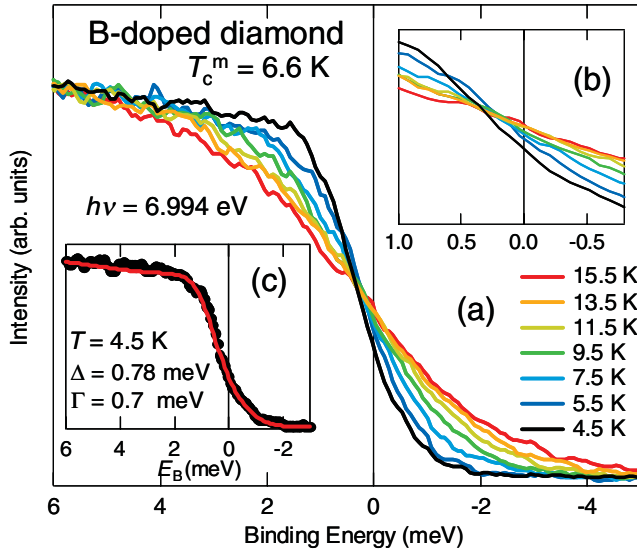 B-doped diamond
T_c^m = 6.6 K
hν = 6.994 eV
Intensity (arb. units)
(b)
1.0 0.5 0.0 -0.5
(c)
T = 4.5 K
Δ = 0.78 meV
Γ = 0.7 meV
6 4 2 0 -2
E_B(meV)
(a)
15.5 K
13.5 K
11.5 K
9.5 K
7.5 K
5.5 K
4.5 K
6 4 2 0 -2 -4
Binding Energy (meV)